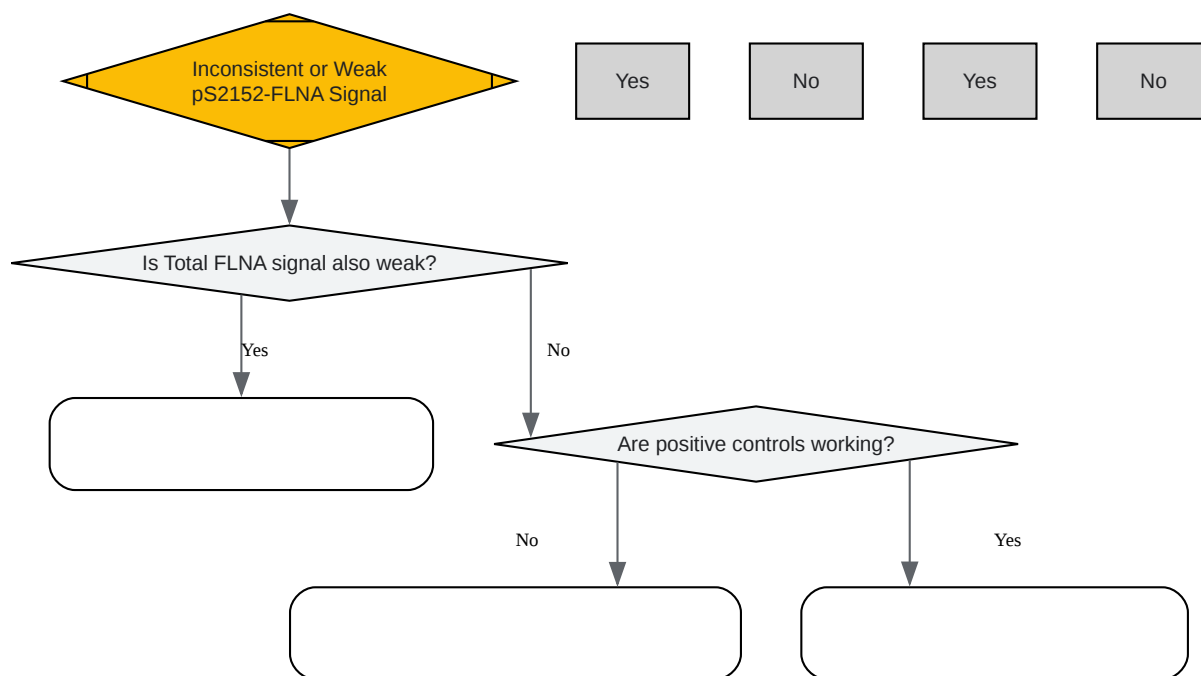 Inconsistent or Weak
pS2152-FLNA Signal
Yes
No
Yes
No
Is Total FLNA signal also weak?
Yes
No
Are positive controls working?
No
Yes